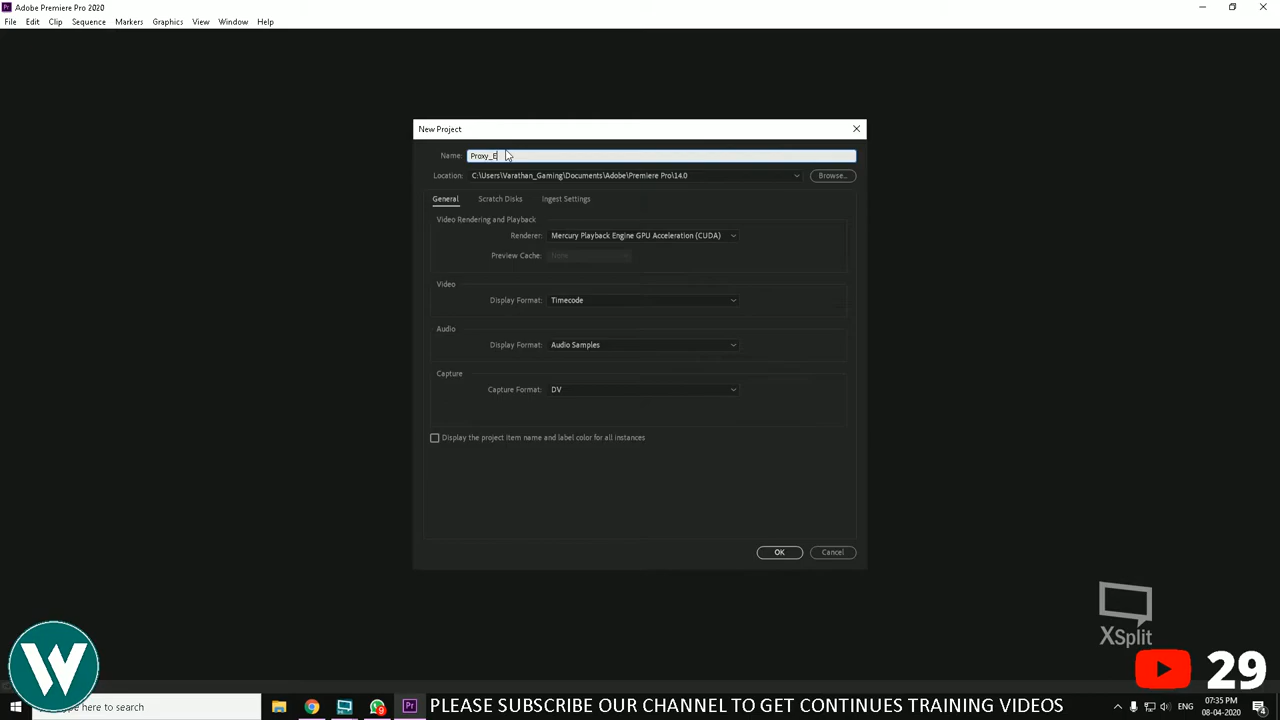 Adobe Premiere Pro 2020
File Edit Clip Sequence Markers Graphics View Window Help
New Project
Name: Proxy_E
Location: C:\Users\Varathan_Gaming\Documents\Adobe\Premiere Pro\14.0 Browse...
General Scratch Disks Ingest Settings
Video Rendering and Playback
Renderer: Mercury Playback Engine GPU Acceleration (CUDA)
Preview Cache: None
Video
Display Format: Timecode
Audio
Display Format: Audio Samples
Capture
Capture Format: DV
Display the project item name and label color for all instances
OK Cancel
XSplit
29
W
here to search
PLEASE SUBSCRIBE OUR CHANNEL TO GET CONTINUES TRAINING VIDEOS
ENG
07:35 PM
08-04-2020
Pr
9
4